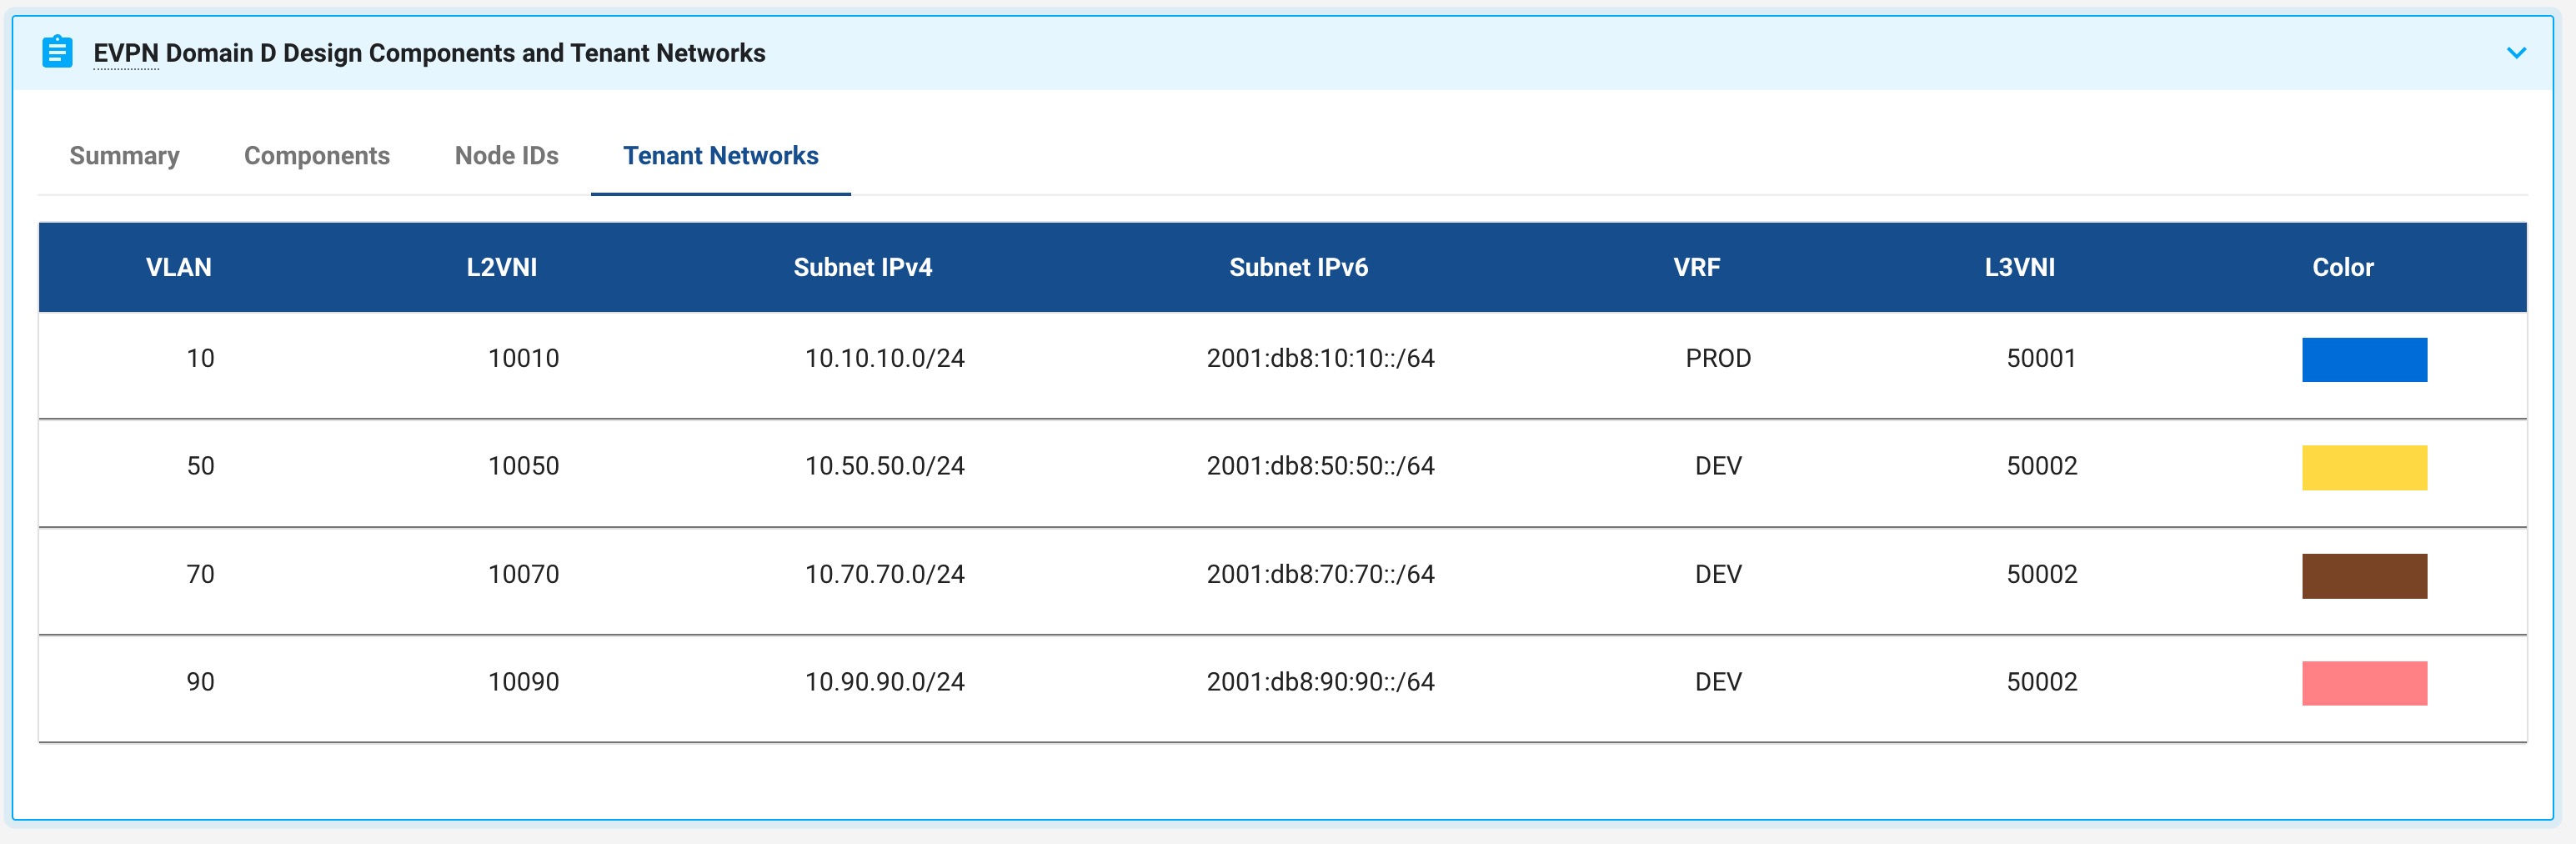 EVPN Domain D Design Components and Tenant Networks
Summary Components Node IDs Tenant Networks
VLAN L2VNI Subnet IPv4 Subnet IPv6 VRF L3VNI Color
10 10010 10.10.10.0/24 2001:db8:10:10::/64 PROD 50001
50 10050 10.50.50.0/24 2001:db8:50:50::/64 DEV 50002
70 10070 10.70.70.0/24 2001:db8:70:70::/64 DEV 50002
90 10090 10.90.90.0/24 2001:db8:90:90::/64 DEV 50002